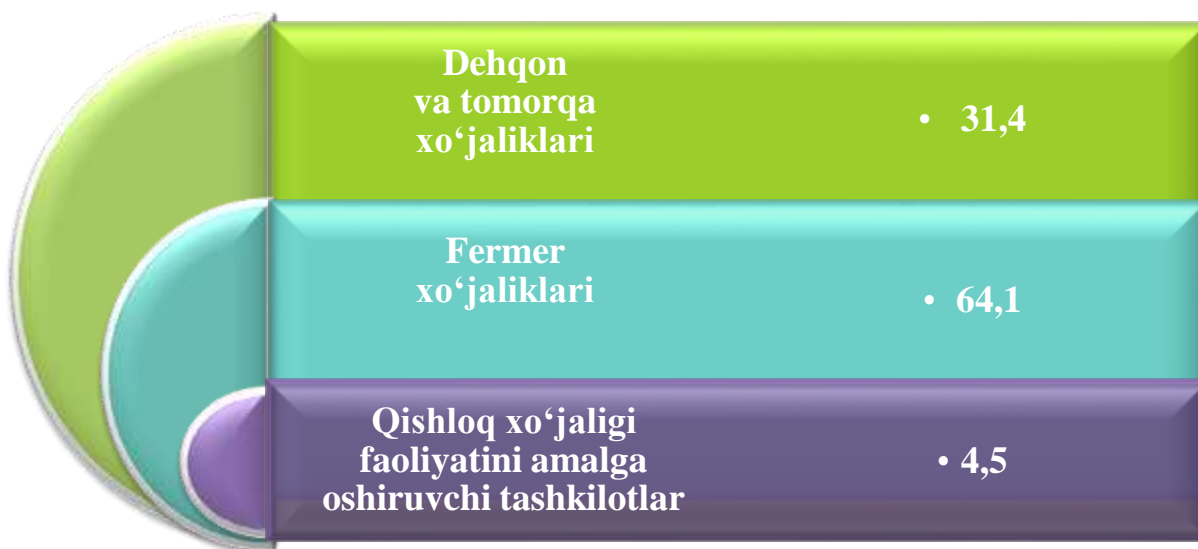 Dehqon
va tomorqa
xo‘jaliklari
• 31,4
Fermer
xo‘jaliklari
• 64,1
Qishloq xo‘jaligi
faoliyatini amalga
oshiruvchi tashkilotlar
• 4,5